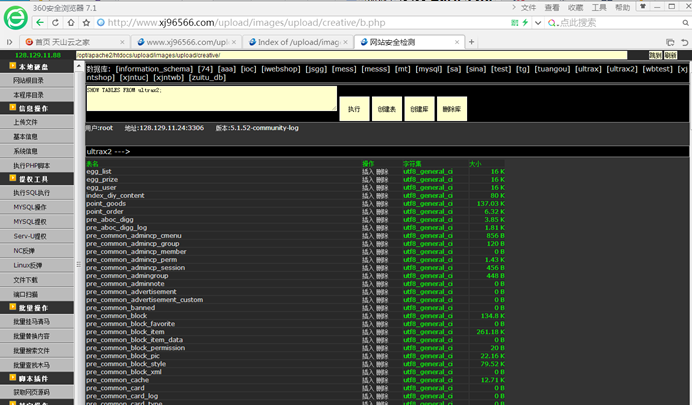 360安全浏览器 7.1
文件 查看 收藏 工具 帮助
http://www.xj96566.com/upload/images/upload/creative/b.php
点此搜索
首页 天山云之家
www.xj96566.com/upload/im
Index of /upload/images/up
网站安全检测
128.129.11.88
/opt/apache2/htdocs/upload/images/upload/creative/
跳到 刷新
本地硬盘
网站根目录
本程序目录
信息操作
上传文件
基本信息
系统信息
执行PHP脚本
提权工具
执行SQL执行
MYSQL操作
MYSQL提权
Serv-U提权
NC反弹
Linux反弹
文件下载
端口扫描
批量操作
批量挂马清马
批量替换内容
批量搜索文件
批量查找木马
脚本插件
获取网页源码
数据库: [information_schema] [74] [aaa] [ioc] [iwebshop] [jsgg] [mess] [messs] [mt] [mysql] [sa] [sina] [test] [tg] [tuangou] [ultrax] [ultrax2] [wbtest] [xj
ntshop] [xjntuc] [xjntwb] [zuitu_db]
SHOW TABLES FROM ultrax2;
执行 创建表 创建库 删除库
用户:root 地址:128.129.11.24:3306 版本:5.1.52-community-log
ultrax2 --->
表名 操作 字符集 大小
egg_list 插入 删除 utf8_general_ci 16 K
egg_prize 插入 删除 utf8_general_ci 16 K
egg_user 插入 删除 utf8_general_ci 16 K
index_diy_content 插入 删除 utf8_general_ci 80 K
point_goods 插入 删除 utf8_general_ci 137.03 K
point_order 插入 删除 utf8_general_ci 6.32 K
pre_aboc_digg 插入 删除 utf8_general_ci 3.85 K
pre_aboc_digg_log 插入 删除 utf8_general_ci 1.81 K
pre_common_admincp_cmenu 插入 删除 utf8_general_ci 856 B
pre_common_admincp_group 插入 删除 utf8_general_ci 120 B
pre_common_admincp_member 插入 删除 utf8_general_ci 0 B
pre_common_admincp_perm 插入 删除 utf8_general_ci 1.43 K
pre_common_admincp_session 插入 删除 utf8_general_ci 456 B
pre_common_admingroup 插入 删除 utf8_general_ci 448 B
pre_common_adminnote 插入 删除 utf8_general_ci 0 B
pre_common_advertisement 插入 删除 utf8_general_ci 0 B
pre_common_advertisement_custom 插入 删除 utf8_general_ci 0 B
pre_common_banned 插入 删除 utf8_general_ci 0 B
pre_common_block 插入 删除 utf8_general_ci 134.8 K
pre_common_block_favorite 插入 删除 utf8_general_ci 0 B
pre_common_block_item 插入 删除 utf8_general_ci 261.18 K
pre_common_block_item_data 插入 删除 utf8_general_ci 0 B
pre_common_block_permission 插入 删除 utf8_general_ci 20 B
pre_common_block_pic 插入 删除 utf8_general_ci 22.16 K
pre_common_block_style 插入 删除 utf8_general_ci 79.52 K
pre_common_block_xml 插入 删除 utf8_general_ci 0 B
pre_common_cache 插入 删除 utf8_general_ci 12.71 K
pre_common_card 插入 删除 utf8_general_ci 0 B
pre_common_card_log 插入 删除 utf8_general_ci 0 B
pre_common_card_type 插入 删除 utf8_general_ci 0 B